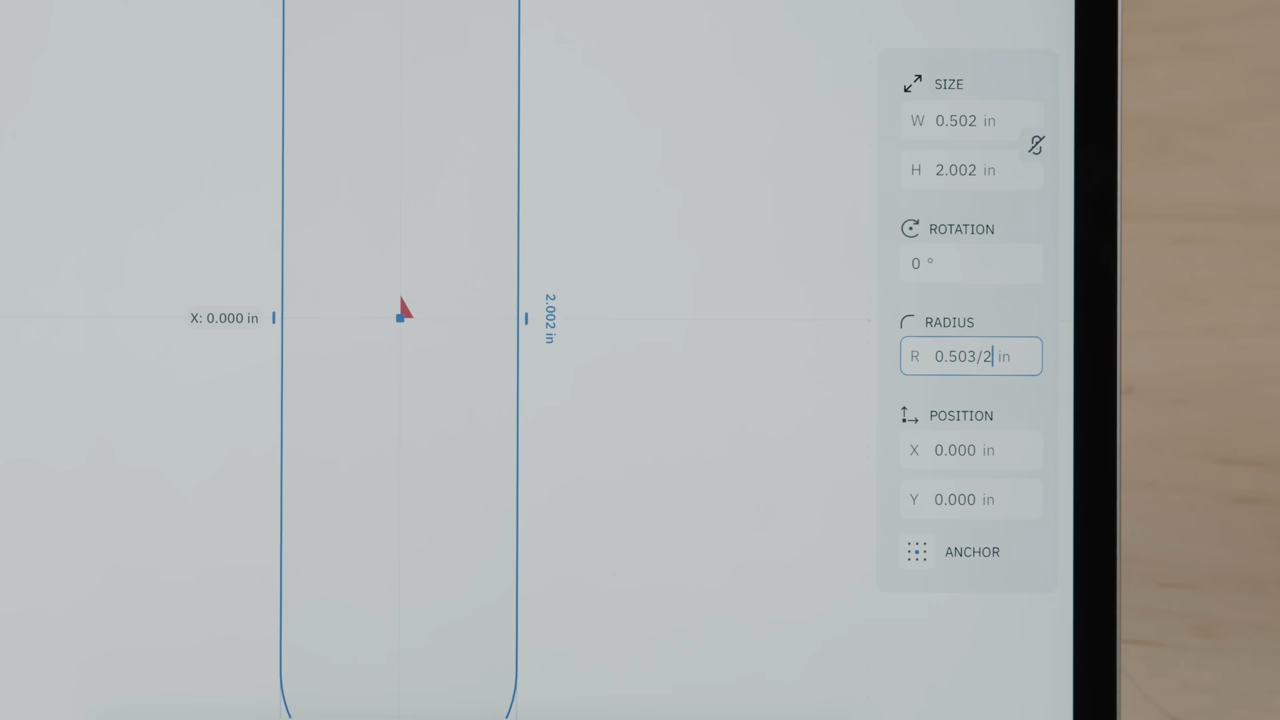 SIZE
W 0.502 in
H 2.002 in
ROTATION
0 °
X: 0.000 in
2.002 in
RADIUS
R 0.503/2 in
POSITION
X 0.000 in
Y 0.000 in
ANCHOR